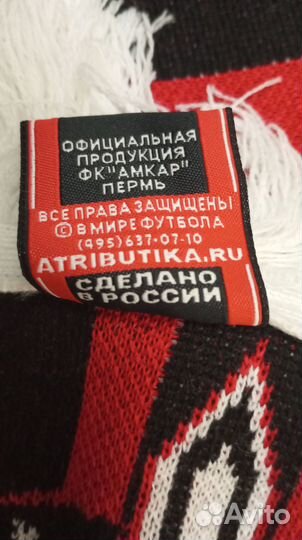 ОФИЦИАЛЬНАЯ
ПРОДУКЦИЯ
ФК "АМКАР"
ПЕРМЬ
ВСЕ ПРАВА ЗАЩИЩЕНЫ
© В МИРЕ ФУТБОЛА
(495) 637-07-10
ATRIBUTIKA.RU
СДЕЛАНО
В РОССИИ
Avito